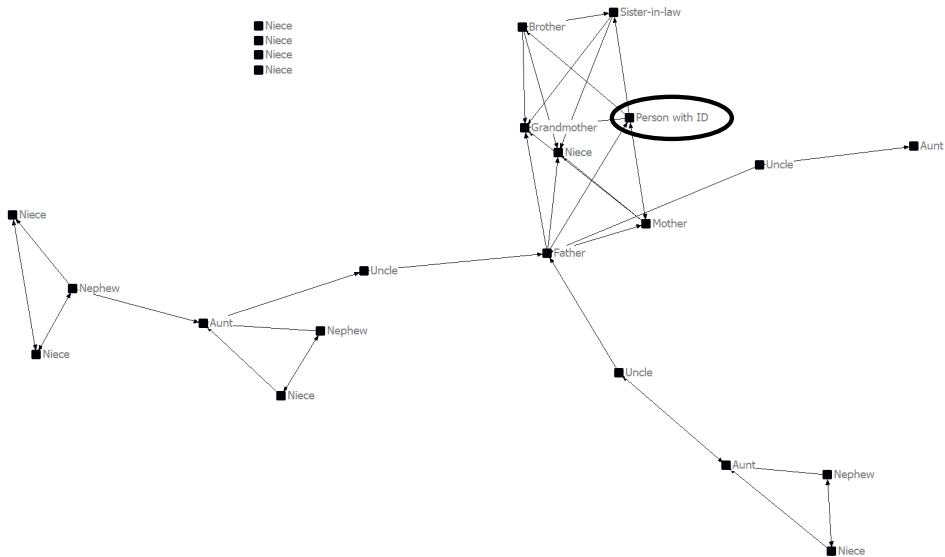 Sister-in-law
Niece
Brother
Niece
Niece
Niece
Person with ID
Grandmother
Aunt
Niece
Uncle
Niece
Mother
Father
Uncle
Nephew
Aunt
Nephew
Niece
Uncle
Niece
Aunt
Nephew
Niece